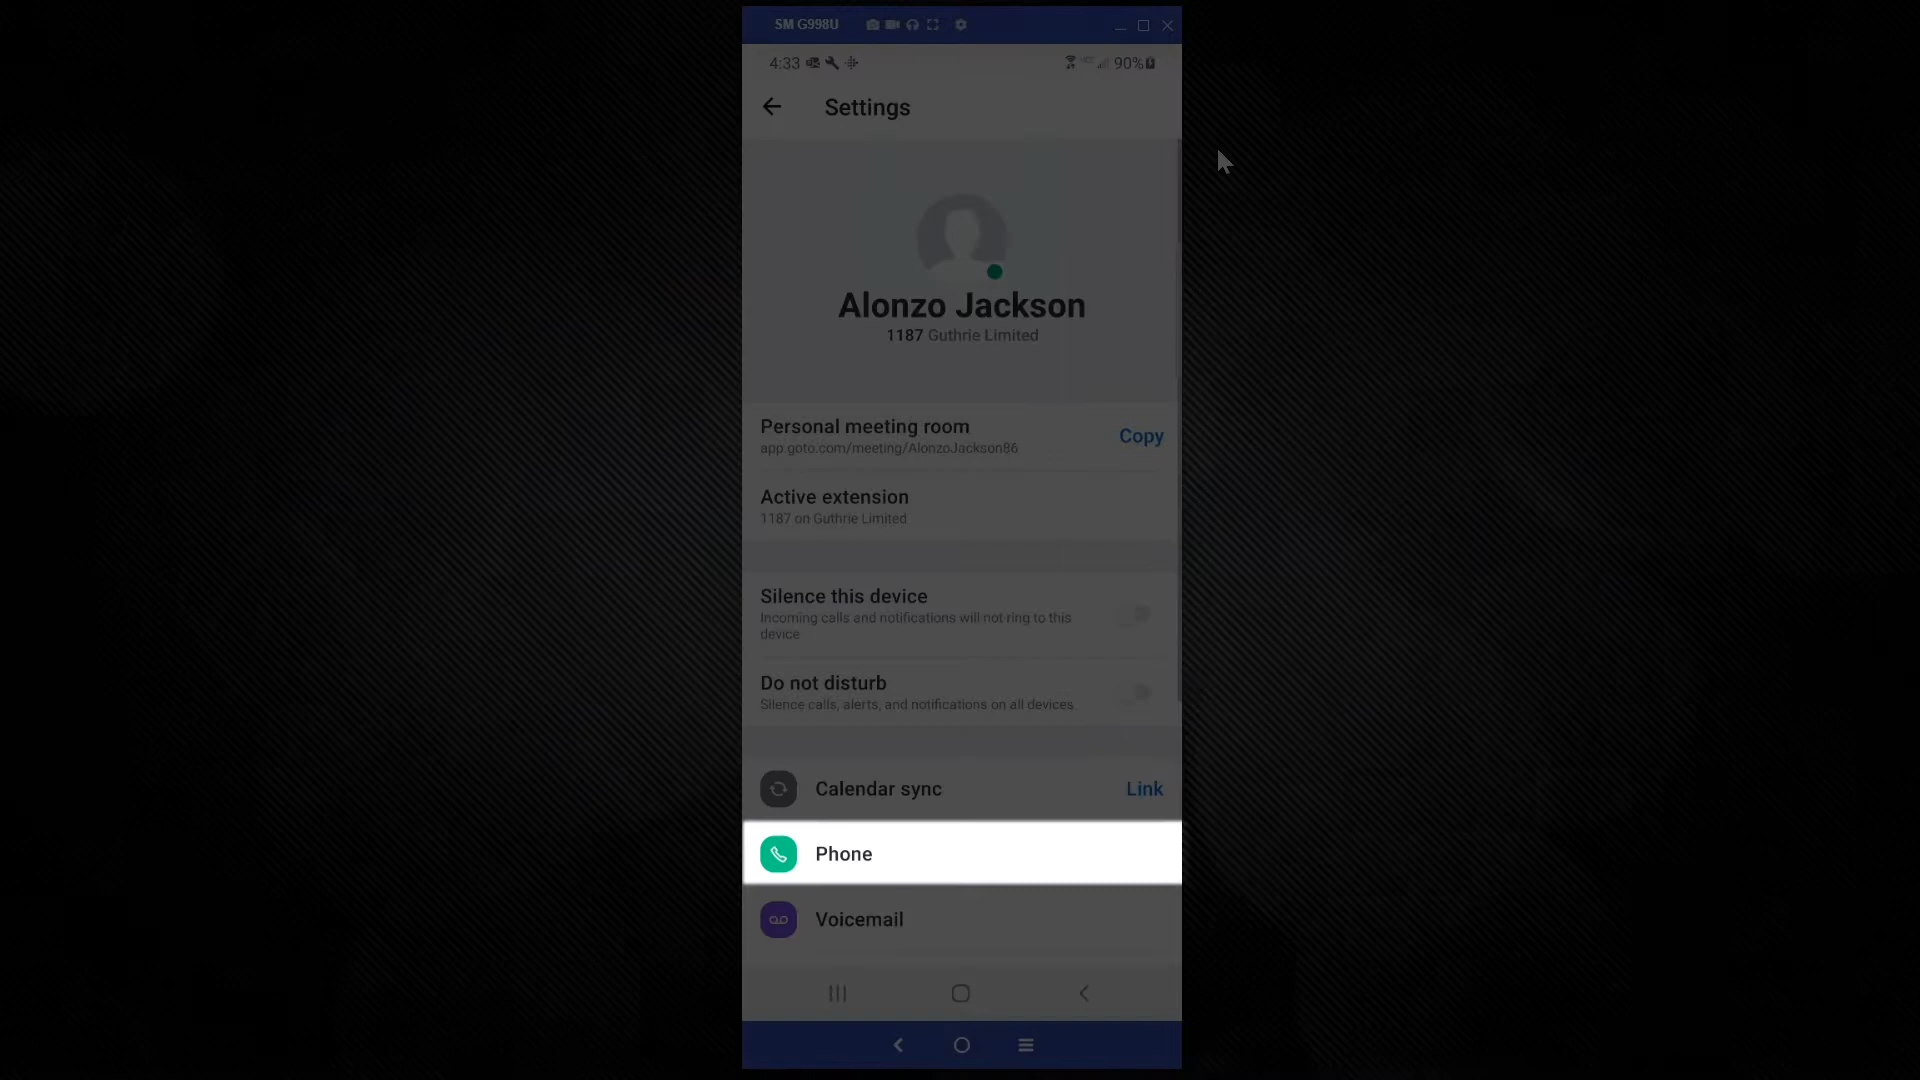 SM G998U
4:33 90%
Settings
Alonzo Jackson
1187 Guthrie Limited
Personal meeting room
app.goto.com/meeting/AlonzoJackson86
Copy
Active extension
1187 on Guthrie Limited
Silence this device
Incoming calls and notifications will not ring to this
device
Do not disturb
Silence calls, alerts, and notifications on all devices
Calendar sync
Link
Phone
Voicemail